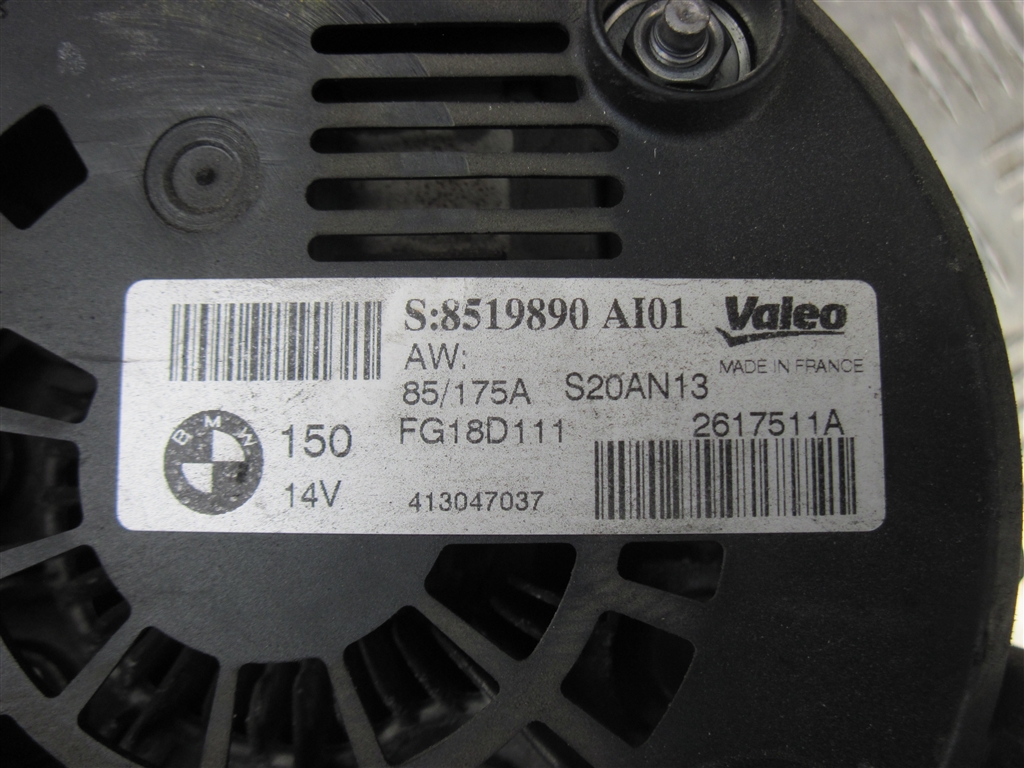 S:8519890 AI01
Valeo
AW:
MADE IN FRANCE
85/175A S20AN13
BMW 150
FG18D111
2617511A
14V
413047037